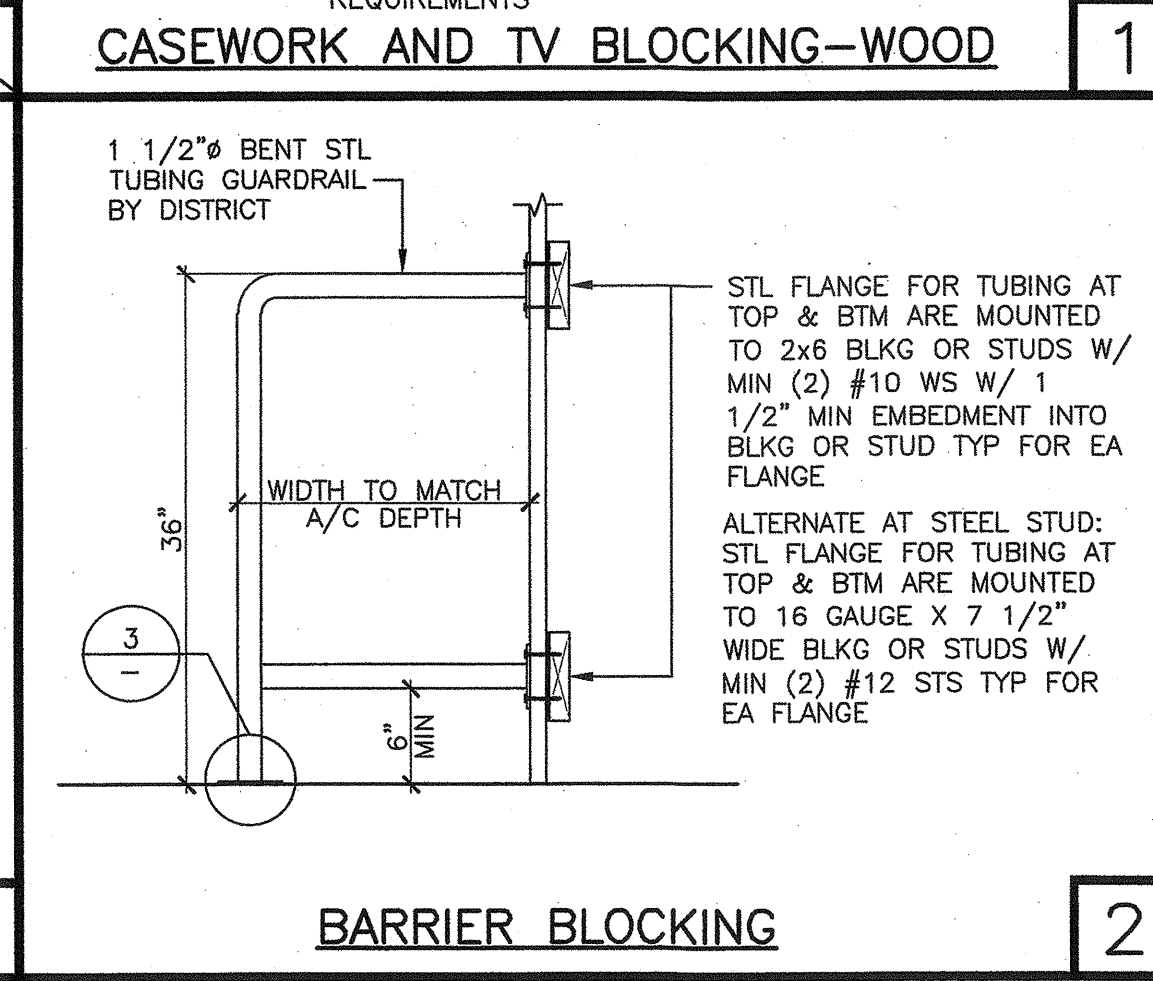 REQUIREMENTS
CASEWORK AND TV BLOCKING-WOOD
1
1 1/2"ø BENT STL
TUBING GUARDRAIL
BY DISTRICT
STL FLANGE FOR TUBING AT
TOP & BTM ARE MOUNTED
TO 2x6 BLKG OR STUDS W/
MIN (2) #10 WS W/ 1
1/2" MIN EMBEDMENT INTO
BLKG OR STUD TYP FOR EA
FLANGE
ALTERNATE AT STEEL STUD:
STL FLANGE FOR TUBING AT
TOP & BTM ARE MOUNTED
TO 16 GAUGE X 7 1/2"
WIDE BLKG OR STUDS W/
MIN (2) #12 STS TYP FOR
EA FLANGE
WIDTH TO MATCH
A/C DEPTH
36"
3
-
6"
MIN
BARRIER BLOCKING
2